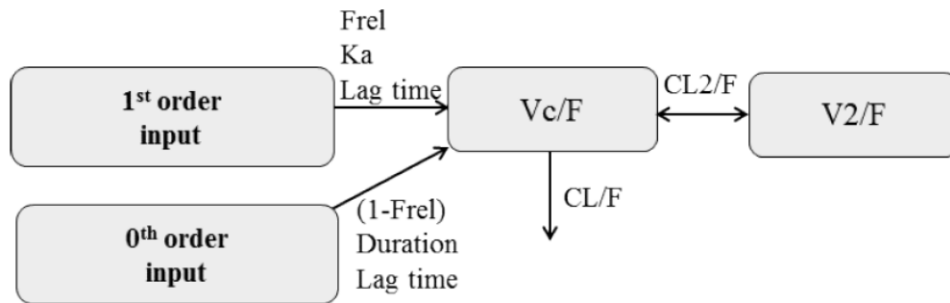 1st order
input
Frel
Ka
Lag time
Vc/F
CL2/F
V2/F
0th order
input
(1-Frel)
Duration
Lag time
CL/F